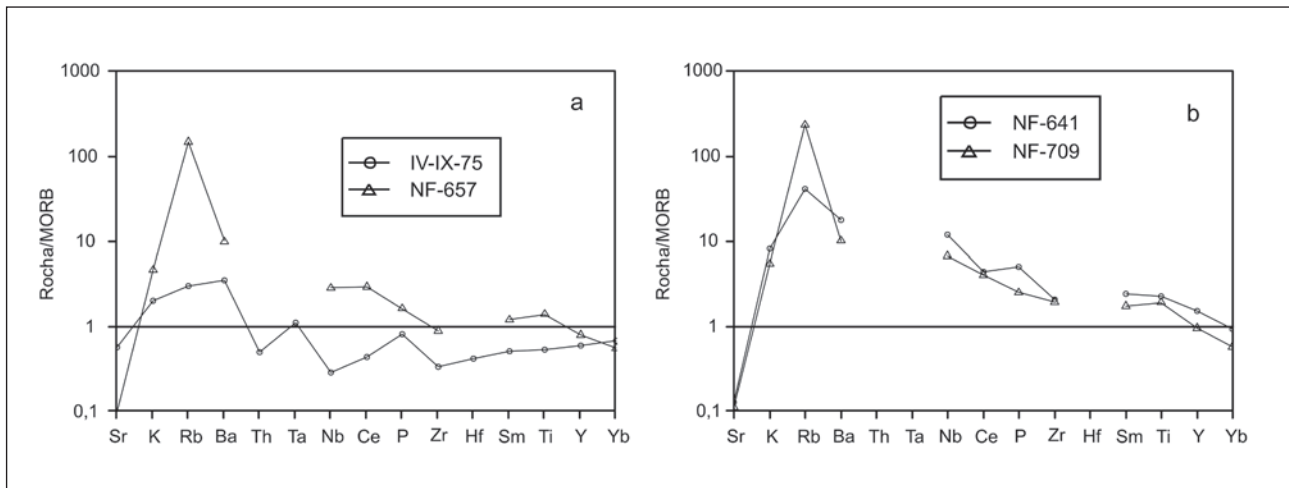 a
1000
100
10
1
0,1
Rocha/MORB
IV-IX-75
NF-657
Sr K Rb Ba Th Ta Nb Ce P Zr Hf Sm Ti Y Yb
b
1000
100
10
1
0,1
Rocha/MORB
NF-641
NF-709
Sr K Rb Ba Th Ta Nb Ce P Zr Hf Sm Ti Y Yb